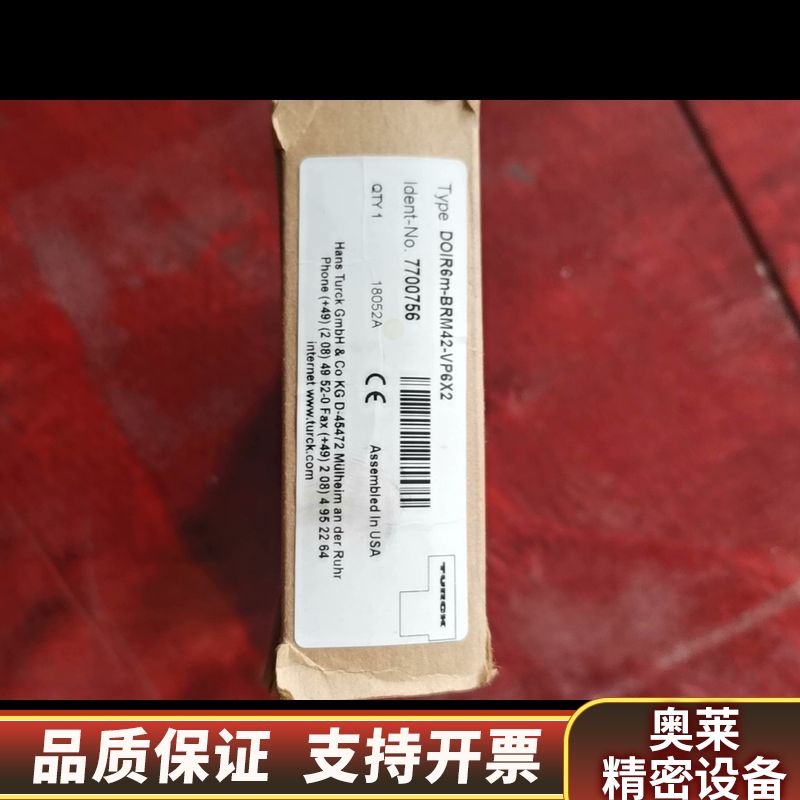 Type DOIR6m-BRM42-VP6X2
Ident-No. 7700756
QTY 1 18052A CE Assembled In USA
Hans Turck GmbH & Co KG D-45472 Mülheim an der Ruhr
Phone (+49) (2 08) 49 52-0 Fax (+49) (2 08) 4 95 22 64
internet www.turck.com
TURCK
品质保证 支持开票
奥莱
精密设备